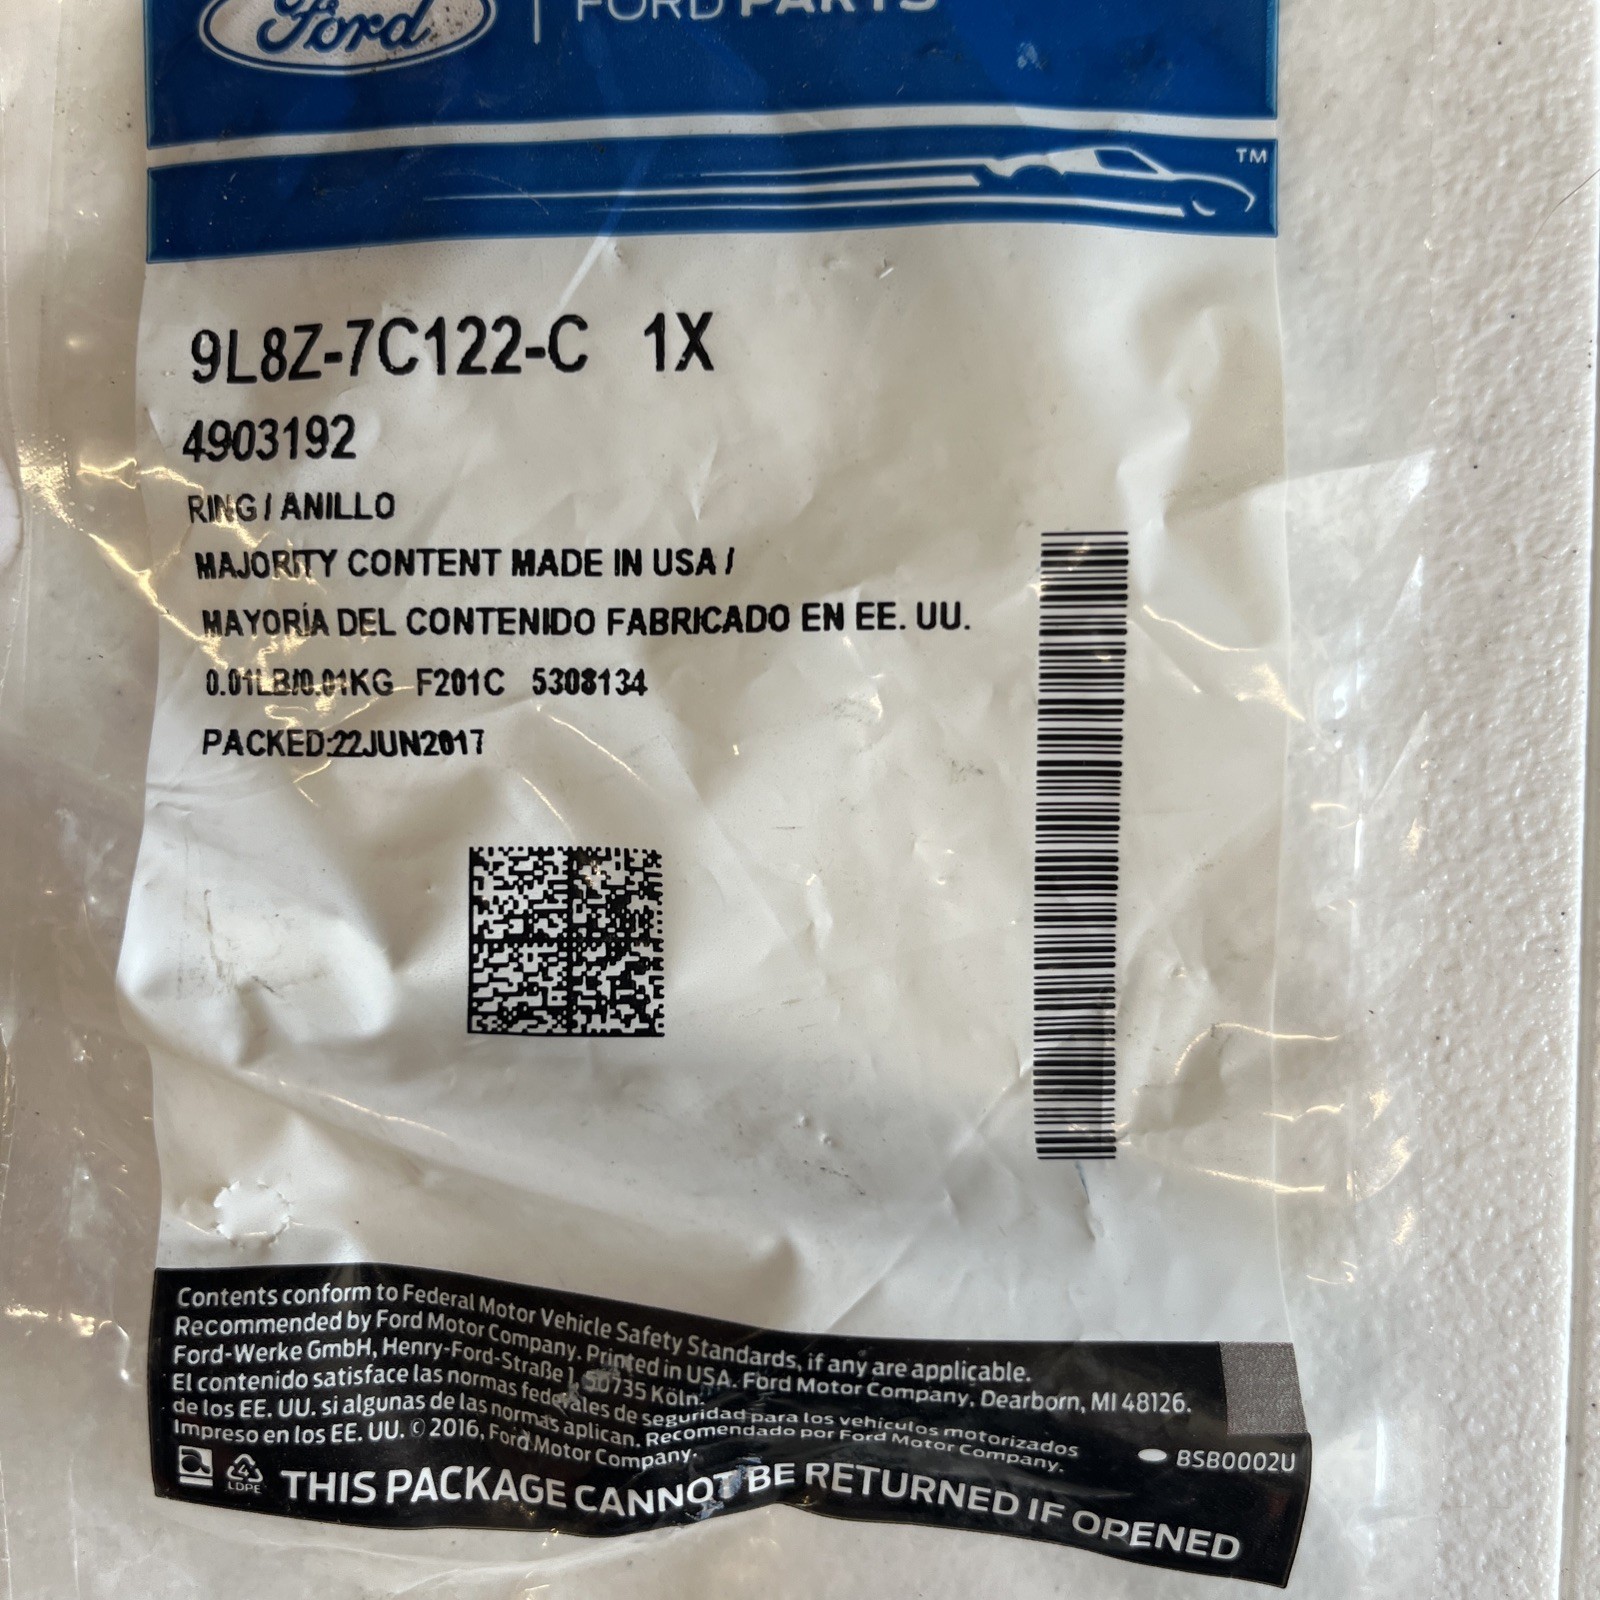 Ford | FORD PARTS
TM
9L8Z-7C122-C 1X
4903192
RING / ANILLO
MAJORITY CONTENT MADE IN USA /
MAYORÍA DEL CONTENIDO FABRICADO EN EE. UU.
0.01LB/0.01KG F201C 5308134
PACKED:22JUN2017
Contents conform to Federal Motor Vehicle Safety Standards, if any are applicable.
Recommended by Ford Motor Company. Printed in USA. Ford Motor Company, Dearborn, MI 48126.
Ford-Werke GmbH, Henry-Ford-Straße 1, 50735 Köln.
El contenido satisface las normas federales de seguridad para los vehículos motorizados
de los EE. UU. si algunas de las normas aplican. Recomendado por Ford Motor Company.
Impreso en los EE. UU. © 2016, Ford Motor Company.
BSB0002U
4
LDPE
THIS PACKAGE CANNOT BE RETURNED IF OPENED